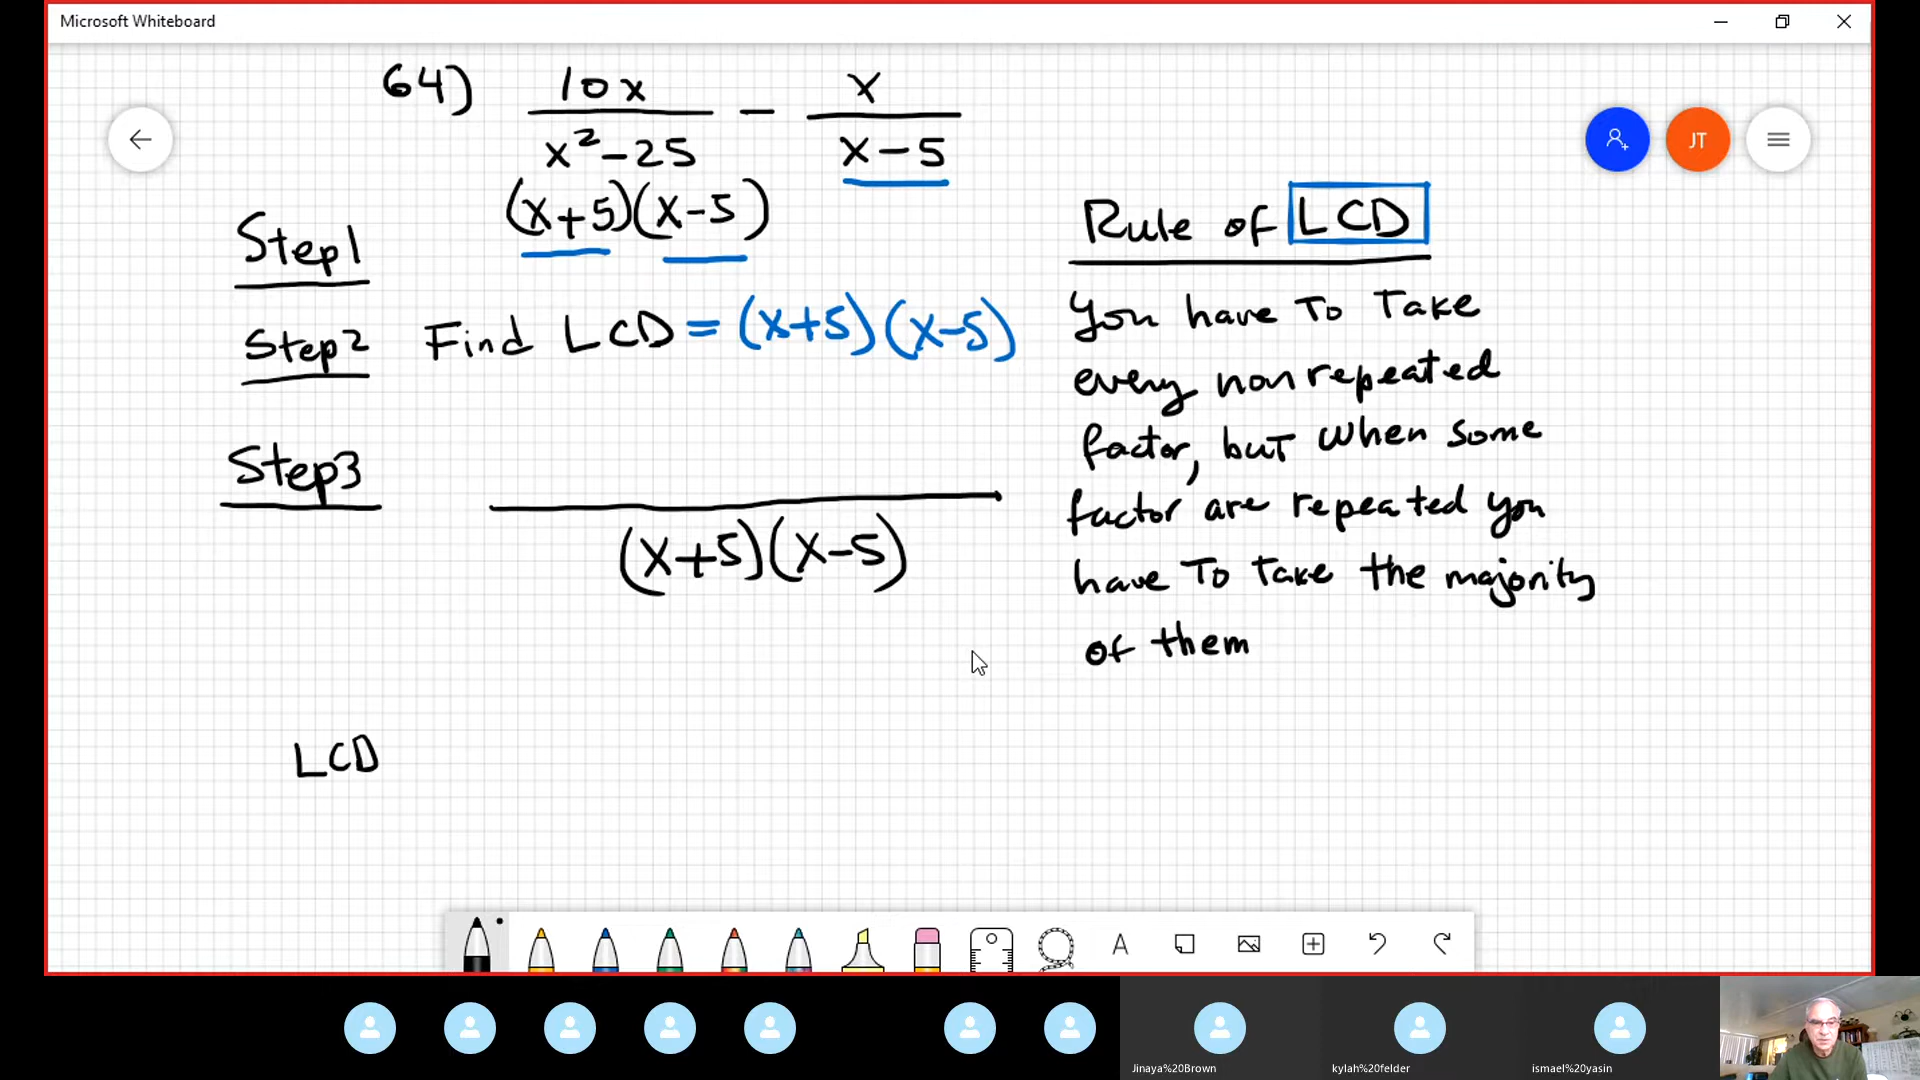 Microsoft Whiteboard
64) 10x / x²-25 - x / x-5
(x+5)(x-5)
JT
Step1
Step2 Find LCD = (x+5)(x-5)
Step3
(x+5)(x-5)
LCD
Rule of LCD
You have To Take
every nonrepeated
factor, but when some
factor are repeated you
have To Take the majority
of them
A
Jinaya%20Brown
kylah%20felder
ismael%20yasin